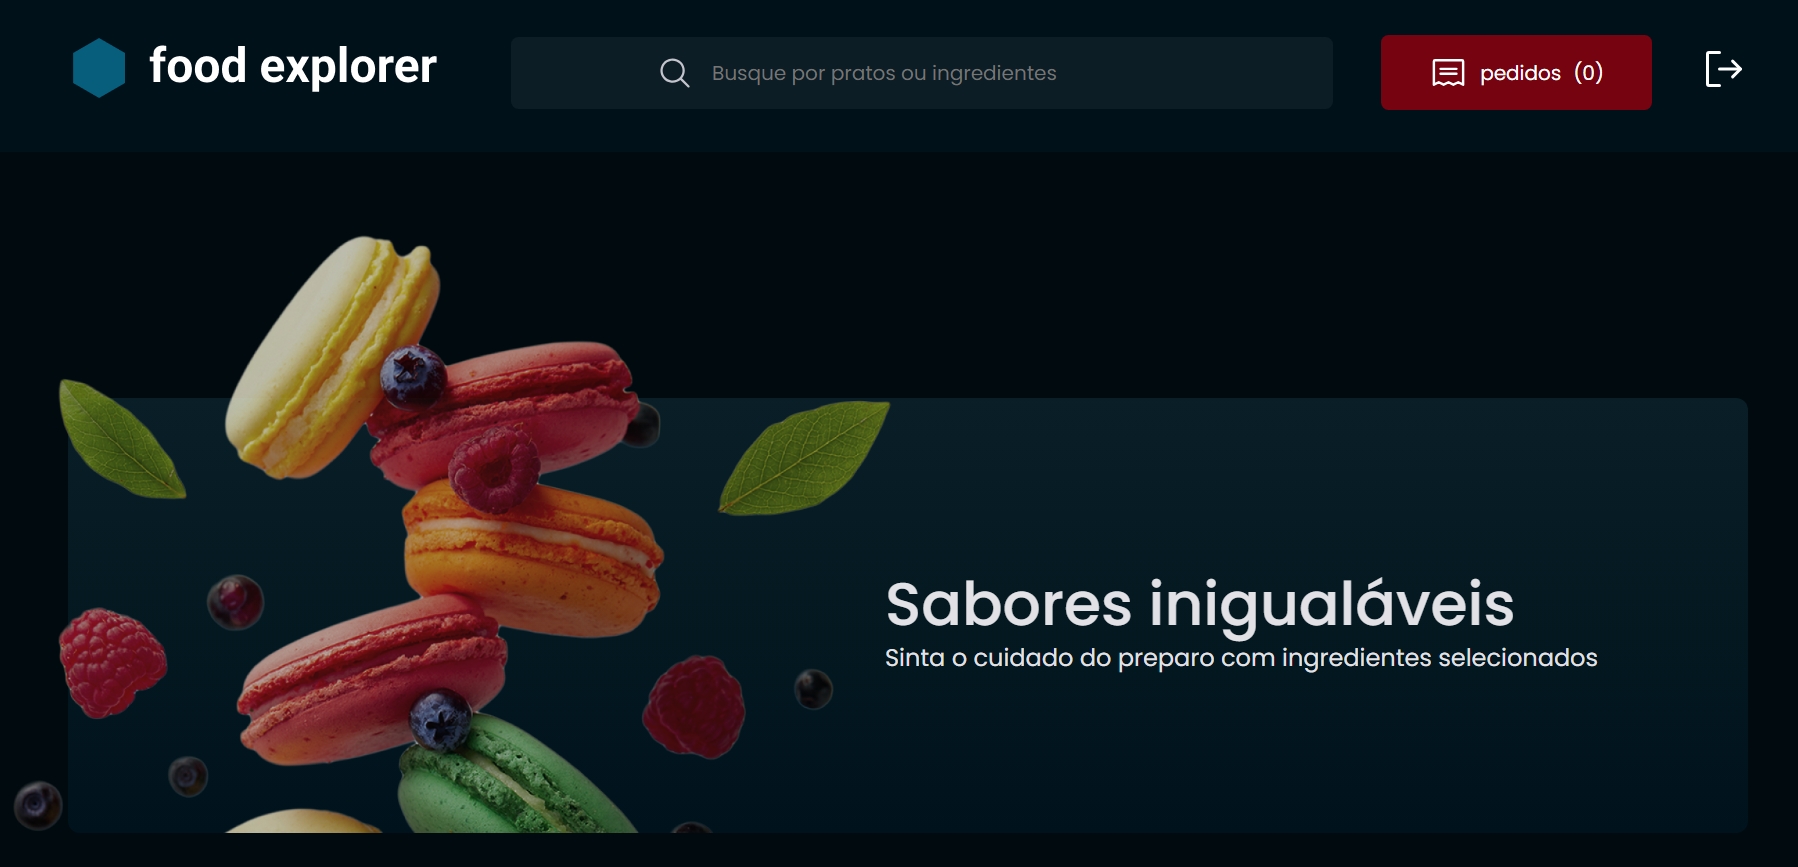 food explorer
Busque por pratos ou ingredientes
pedidos (0)
Sabores inigualáveis
Sinta o cuidado do preparo com ingredientes selecionados